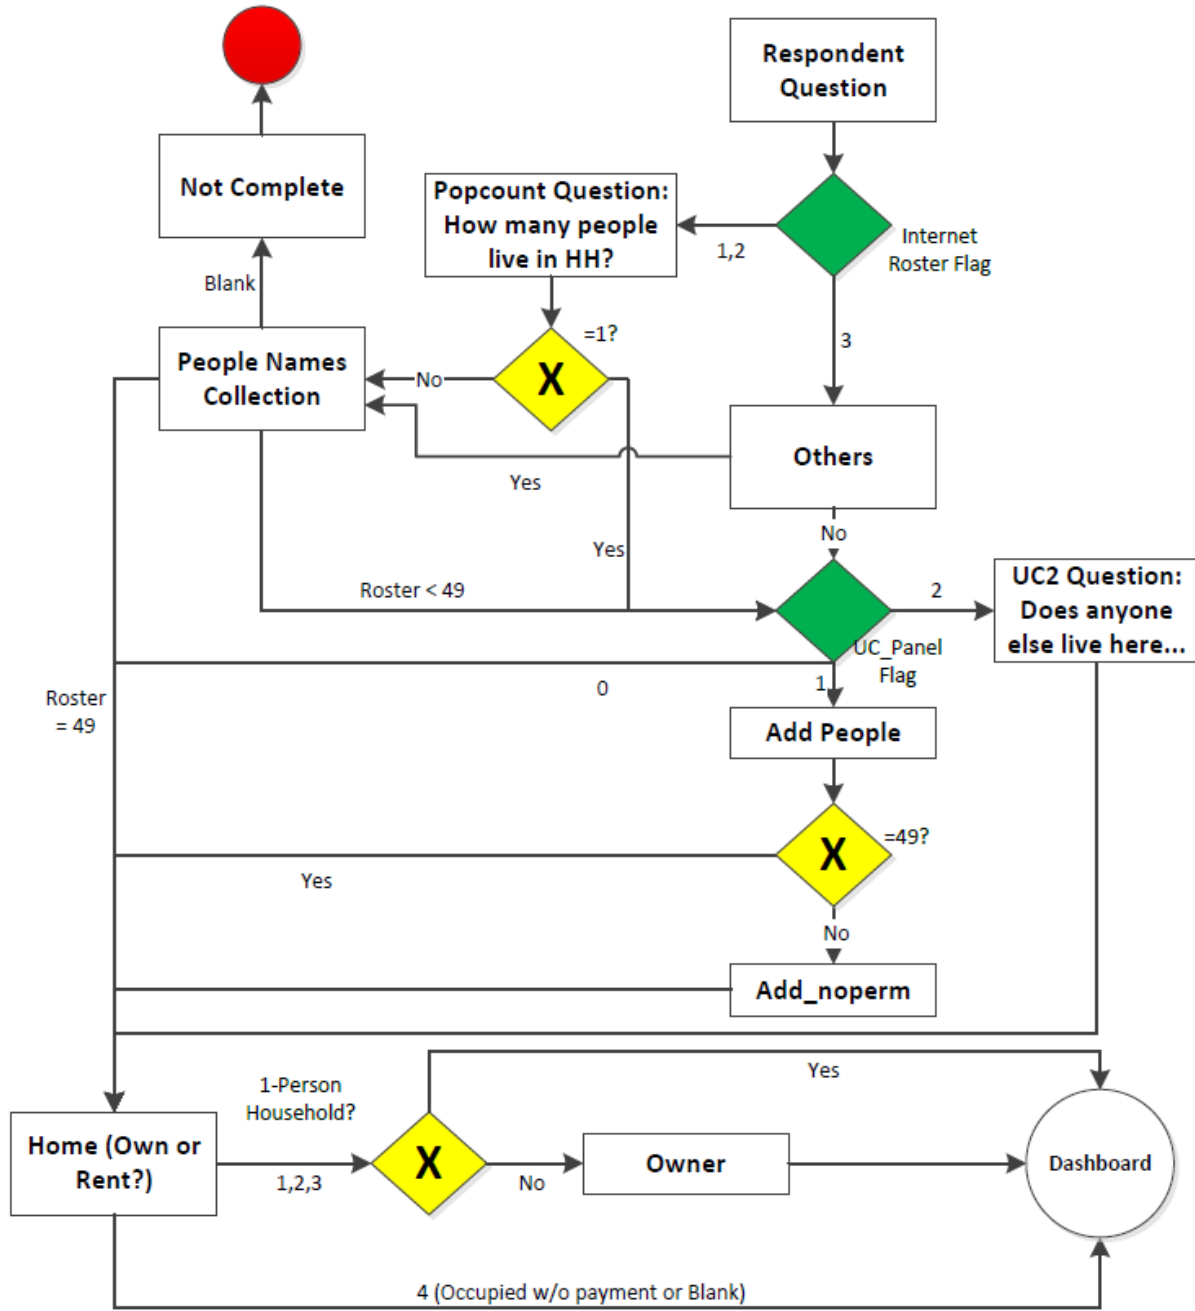 Respondent
Question
Not Complete
Popcount Question:
How many people
live in HH?
1,2
Internet
Roster Flag
Blank
=1?
3
People Names
Collection
No
X
Others
Yes
No
Yes
Roster < 49
2
UC2 Question:
Does anyone
else live here...
UC_Panel
Flag
0
1
Roster
= 49
Add People
=49?
X
Yes
No
Add_noperm
Yes
1-Person
Household?
Home (Own or
Rent?)
1,2,3
X
No
Owner
Dashboard
4 (Occupied w/o payment or Blank)